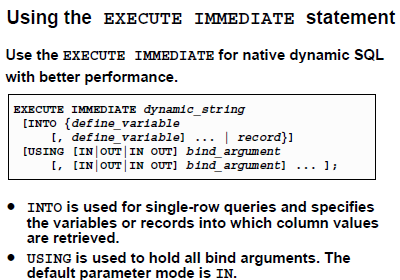 Using the EXECUTE IMMEDIATE statement
Use the EXECUTE IMMEDIATE for native dynamic SQL
with better performance.
EXECUTE IMMEDIATE dynamic_string
[INTO {define_variable
[, define_variable] ... | record}]
[USING [IN|OUT|IN OUT] bind_argument
[, [IN|OUT|IN OUT] bind_argument] ... ];
• INTO is used for single-row queries and specifies
the variables or records into which column values
are retrieved.
• USING is used to hold all bind arguments. The
default parameter mode is IN.